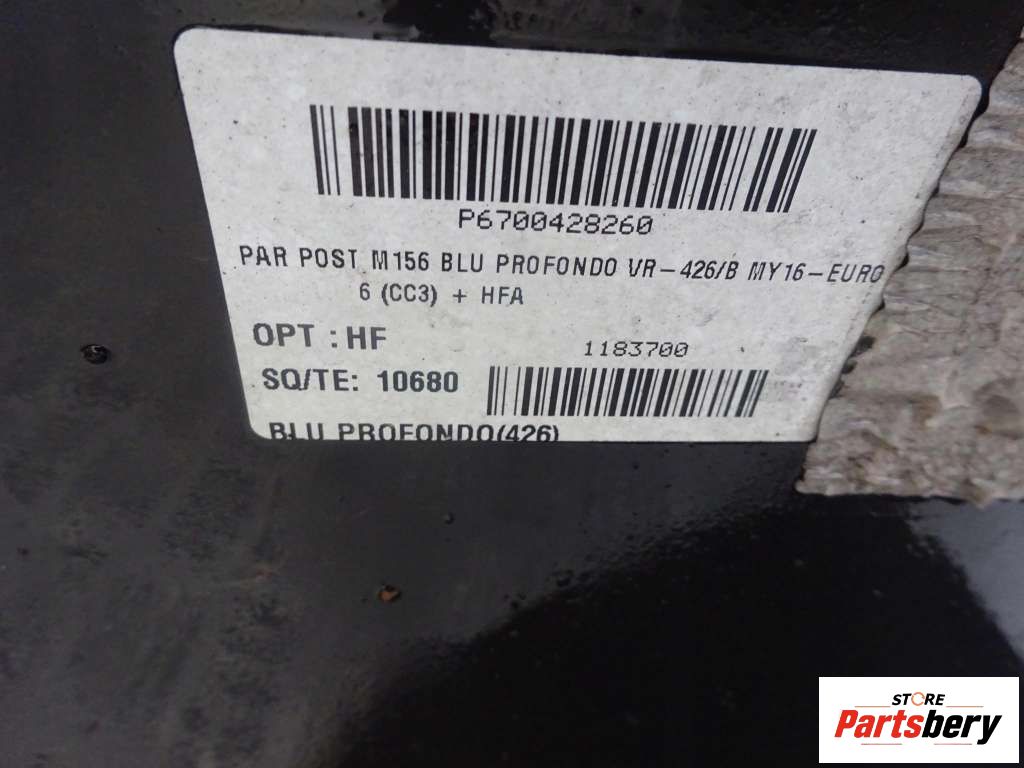 P6700428260
PAR POST M156 BLU PROFONDO VR-426/B MY16-EURO
6 (CC3) + HFA
OPT : HF
1183700
SQ/TE: 10680
BLU PROFONDO(426)
STORE
Partsbery